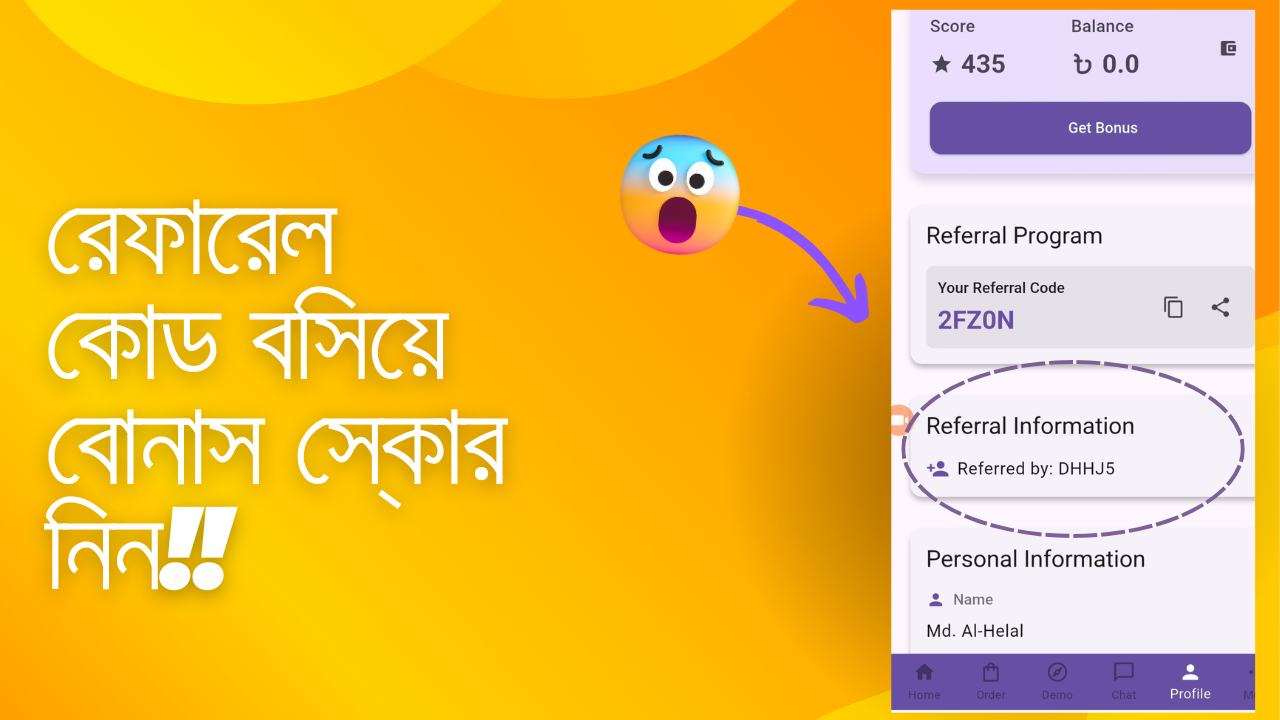 রেফারেল
কোড বসিয়ে
বোনাস স্কোর
নিন!!
Score
Balance
435
৳ 0.0
Get Bonus
Referral Program
Your Referral Code
2FZ0N
Referral Information
Referred by: DHHJ5
Personal Information
Name
Md. Al-Helal
Home Order Demo Chat Profile